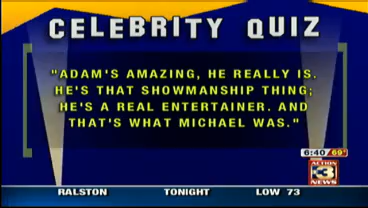 CELEBRITY QUIZ
"ADAM'S AMAZING, HE REALLY IS.
HE'S THAT SHOWMANSHIP THING;
HE'S A REAL ENTERTAINER. AND
THAT'S WHAT MICHAEL WAS."
6:40 69°
ACTION
3
NEWS
RALSTON TONIGHT LOW 73